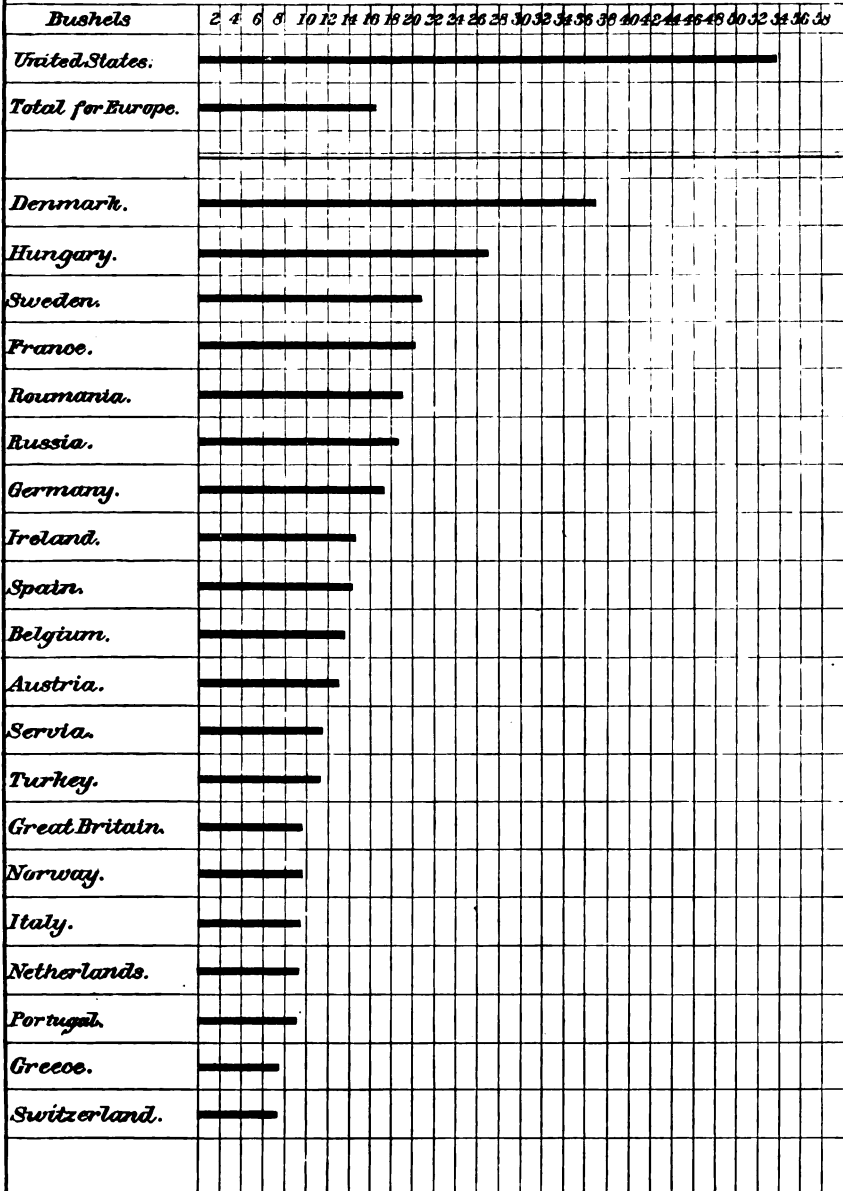 Bushels 2 4 6 8 10 12 14 16 18 20 22 24 26 28 30 32 34 36 38 40 42 44 46 48 50 52 54 56 58
United States.
Total for Europe.
Denmark.
Hungary.
Sweden.
France.
Roumania.
Russia.
Germany.
Ireland.
Spain.
Belgium.
Austria.
Servia.
Turkey.
Great Britain.
Norway.
Italy.
Netherlands.
Portugal.
Greece.
Switzerland.